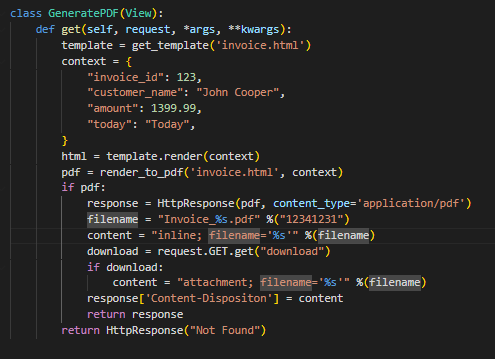 class GeneratePDF(View):
    def get(self, request, *args, **kwargs):
        template = get_template('invoice.html')
        context = {
            "invoice_id": 123,
            "customer_name": "John Cooper",
            "amount": 1399.99,
            "today": "Today",
        }
        html = template.render(context)
        pdf = render_to_pdf('invoice.html', context)
        if pdf:
            response = HttpResponse(pdf, content_type='application/pdf')
            filename = "Invoice_%s.pdf" %("12341231")
            content = "inline; filename='%s'" %(filename)
            download = request.GET.get("download")
            if download:
                content = "attachment; filename='%s'" %(filename)
            response['Content-Dispositon'] = content
            return response
        return HttpResponse("Not Found")